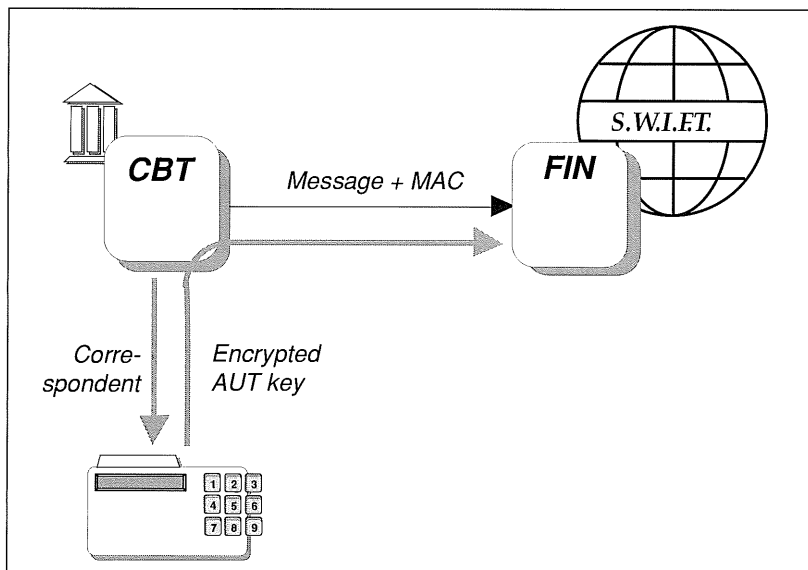 S.W.I.F.T.
CBT
FIN
Message + MAC
Corre-
spondent
Encrypted
AUT key
1 2 3
4 5 6
7 8 9